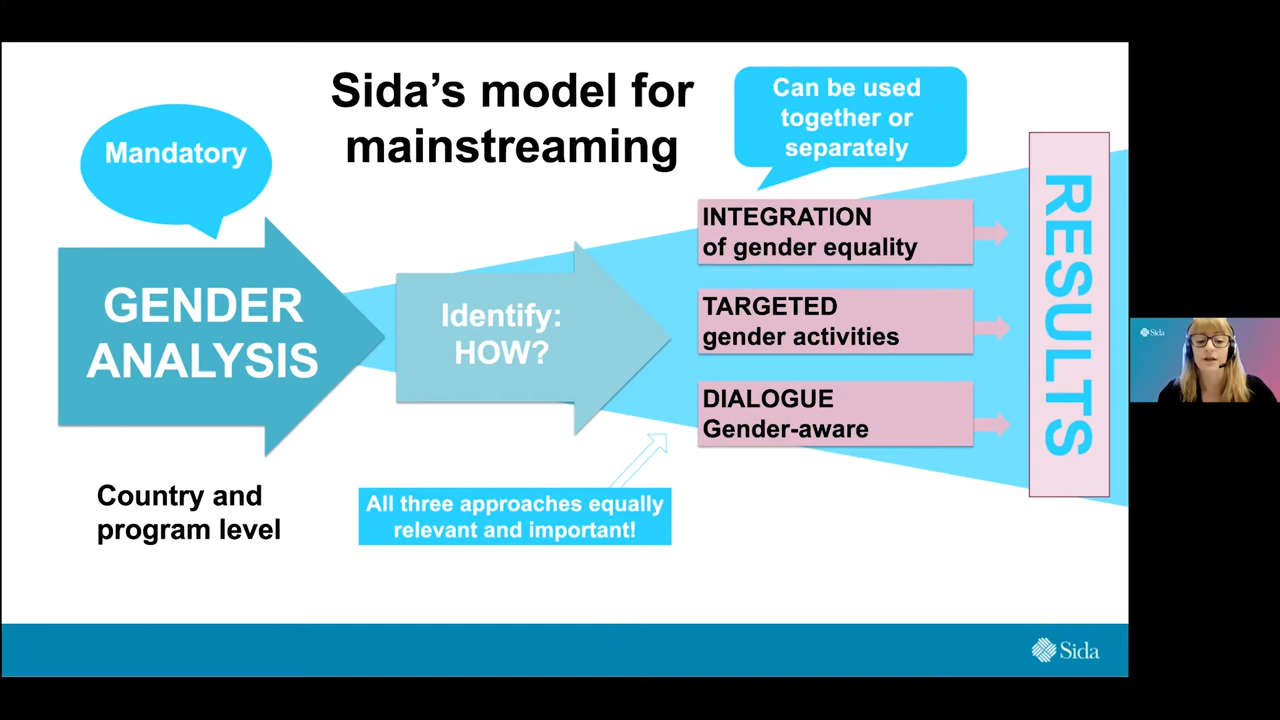 Sida’s model for
mainstreaming
Mandatory
Can be used
together or
separately
GENDER
ANALYSIS
Identify:
HOW?
INTEGRATION
of gender equality
TARGETED
gender activities
DIALOGUE
Gender-aware
RESULTS
Country and
program level
All three approaches equally
relevant and important!
Sida
Sida